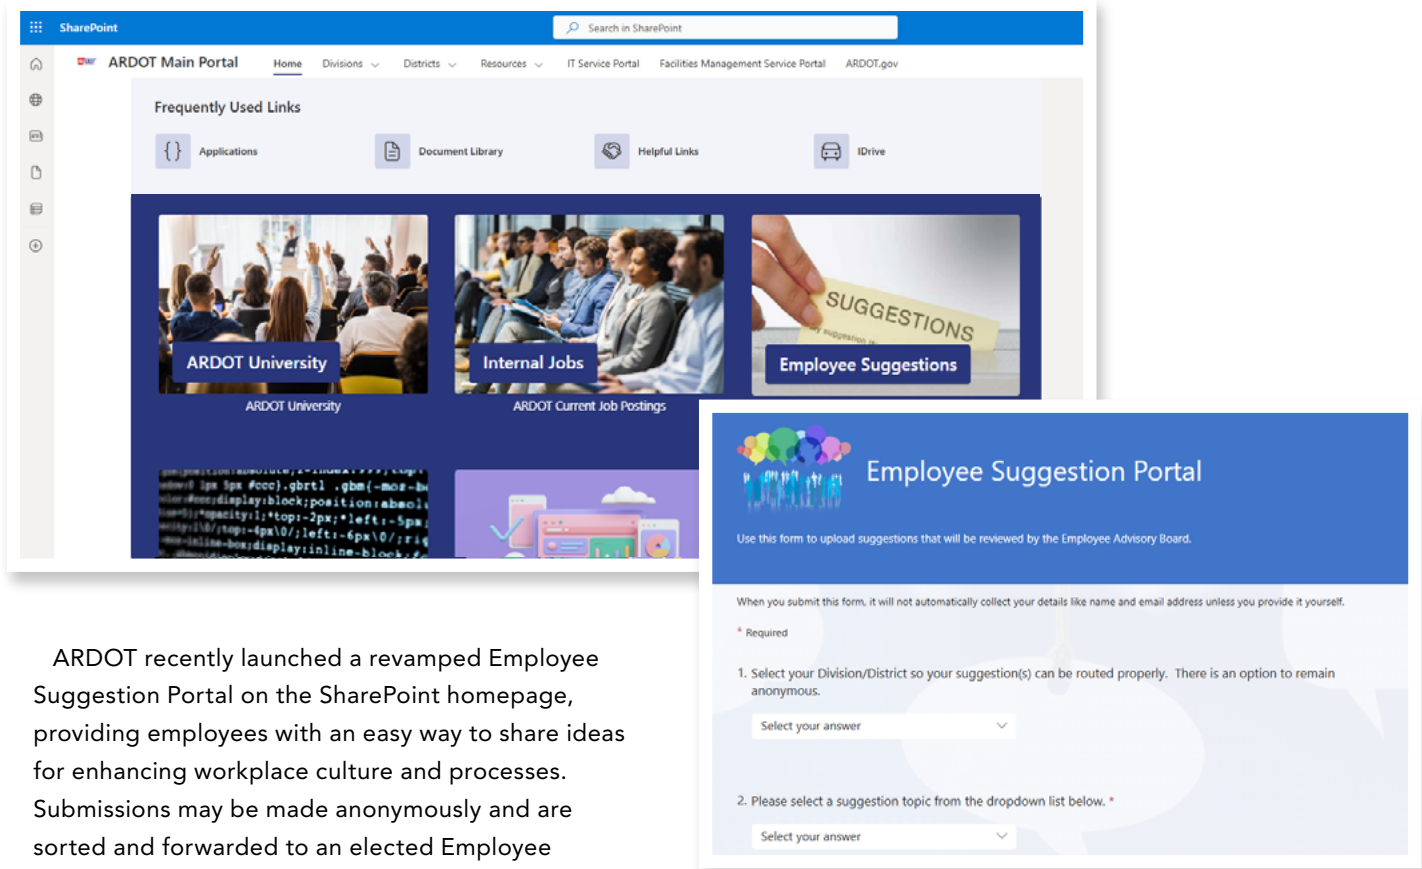 SharePoint
Search in SharePoint
ARDOT Main Portal
Home
Divisions
Districts
Resources
IT Service Portal
Facilities Management Service Portal
ARDOT.gov
Frequently Used Links
Applications
Document Library
Helpful Links
IDrive
SUGGESTIONS
ARDOT University
Internal Jobs
Employee Suggestions
ARDOT University
ARDOT Current Job Postings
Employee Suggestion Portal
Use this form to upload suggestions that will be reviewed by the Employee Advisory Board.
When you submit this form, it will not automatically collect your details like name and email address unless you provide it yourself.
* Required
1. Select your Division/District so your suggestion(s) can be routed properly. There is an option to remain
anonymous.
Select your answer
2. Please select a suggestion topic from the dropdown list below. *
Select your answer
ARDOT recently launched a revamped Employee
Suggestion Portal on the SharePoint homepage,
providing employees with an easy way to share ideas
for enhancing workplace culture and processes.
Submissions may be made anonymously and are
sorted and forwarded to an elected Employee